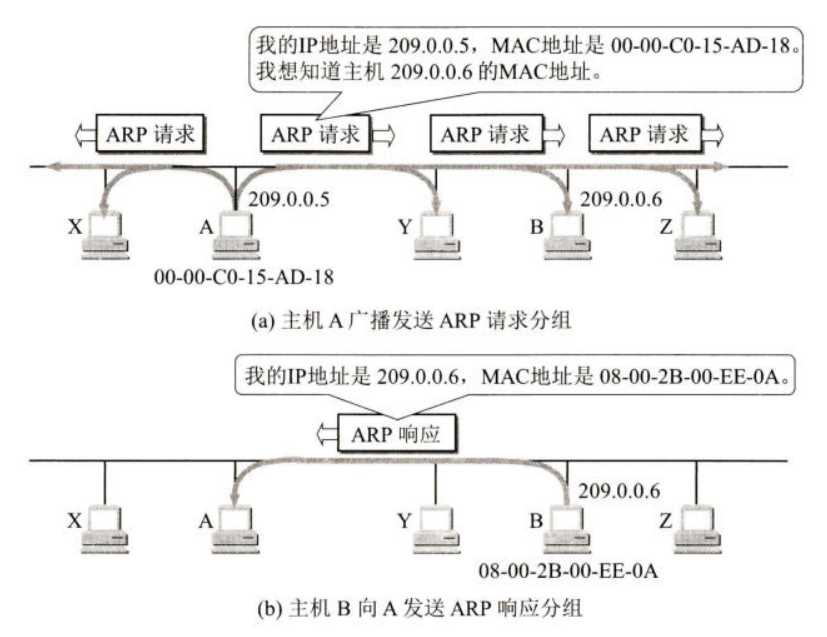 我的IP地址是 209.0.0.5，MAC地址是 00-00-C0-15-AD-18。
我想知道主机 209.0.0.6 的MAC地址。
ARP 请求 ARP 请求 ARP 请求 ARP 请求
209.0.0.5 209.0.0.6
X A Y B Z
00-00-C0-15-AD-18
(a) 主机 A 广播发送 ARP 请求分组
我的IP地址是 209.0.0.6，MAC地址是 08-00-2B-00-EE-0A。
ARP 响应
209.0.0.6
X A Y B Z
08-00-2B-00-EE-0A
(b) 主机 B 向 A 发送 ARP 响应分组